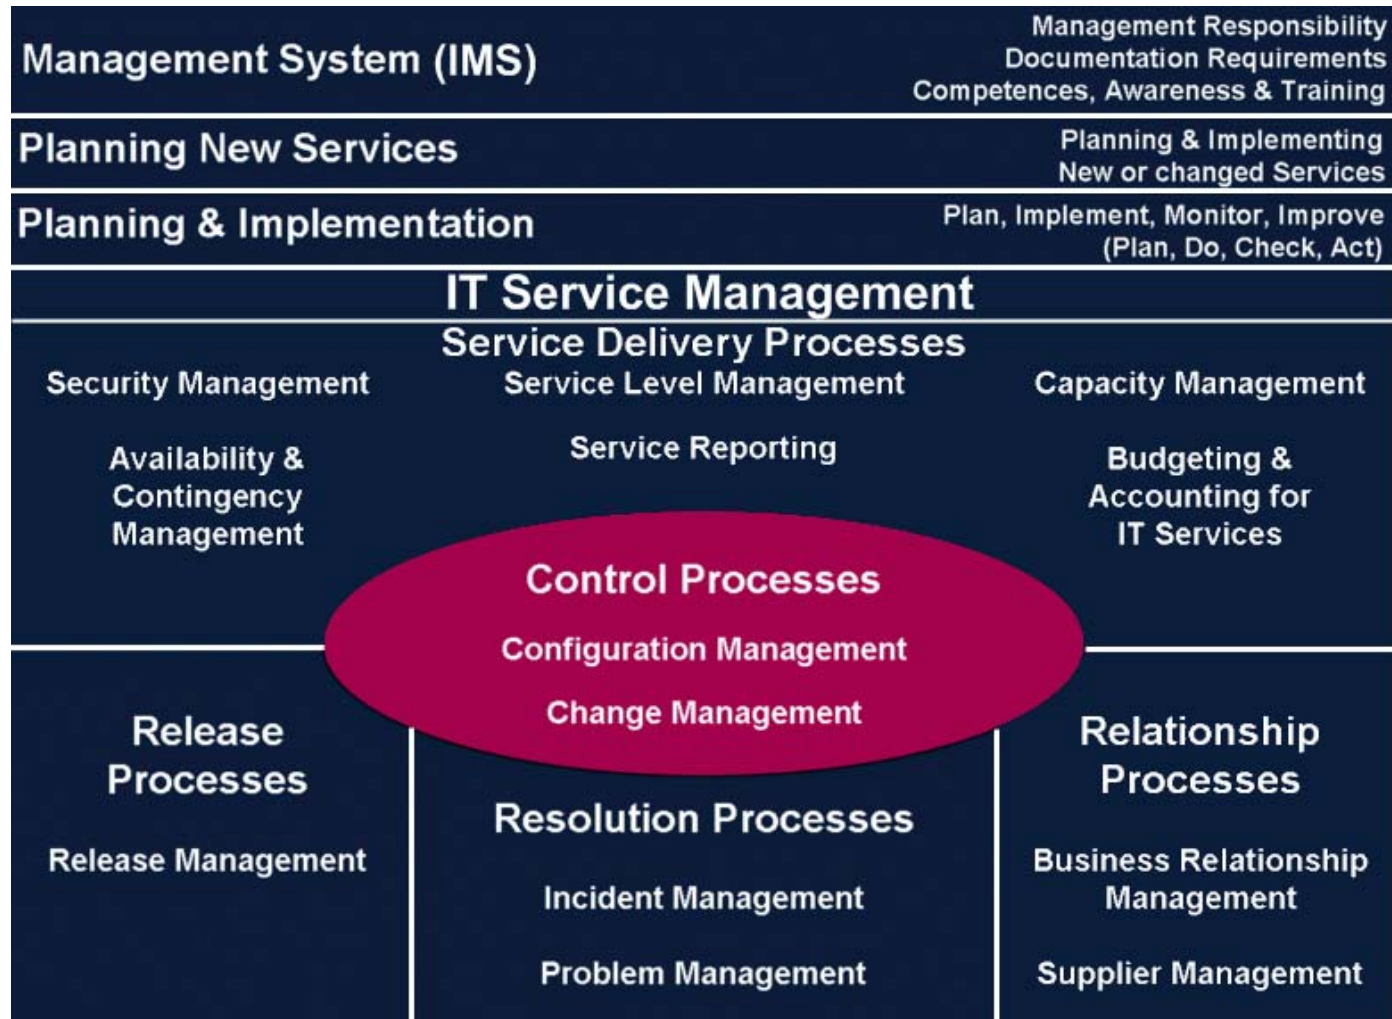 Management System (IMS)
Management Responsibility
Documentation Requirements
Competences, Awareness & Training
Planning New Services
Planning & Implementing
New or changed Services
Planning & Implementation
Plan, Implement, Monitor, Improve
(Plan, Do, Check, Act)
IT Service Management
Service Delivery Processes
Security Management
Service Level Management
Capacity Management
Availability &
Contingency
Management
Service Reporting
Budgeting &
Accounting for
IT Services
Control Processes
Configuration Management
Change Management
Release
Processes
Release Management
Resolution Processes
Incident Management
Problem Management
Relationship
Processes
Business Relationship
Management
Supplier Management